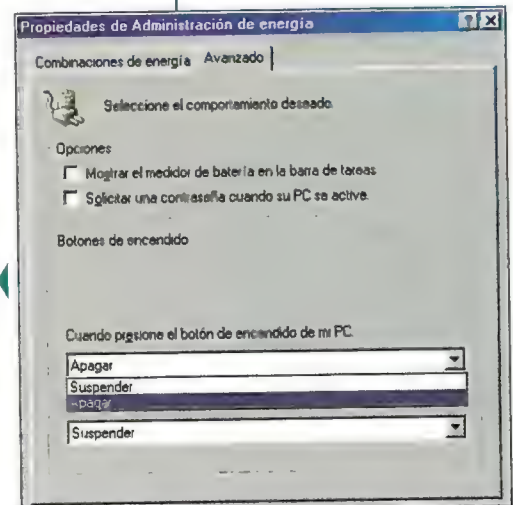 Propiedades de Administración de energía
Combinaciones de energía Avanzado
Seleccione el comportamiento deseado.
Opciones
Mostrar el medidor de batería en la barra de tareas
Solicitar una contraseña cuando su PC se active.
Botones de encendido
Cuando presione el botón de encendido de mi PC.
Apagar
Suspender
Apagar
Suspender